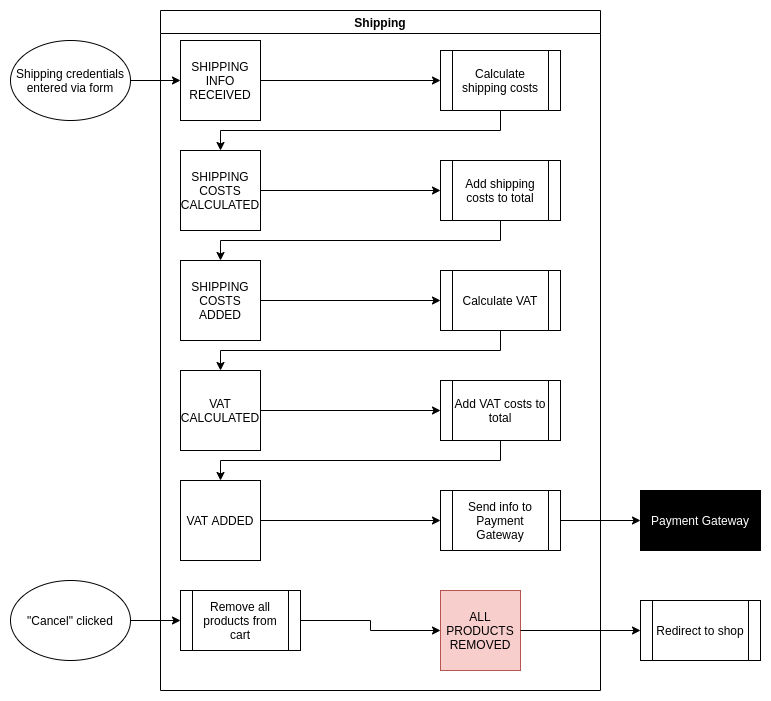 Shipping
Shipping credentials
entered via form
SHIPPING
INFO
RECEIVED
Calculate
shipping costs
SHIPPING
COSTS
CALCULATED
Add shipping
costs to total
SHIPPING
COSTS
ADDED
Calculate VAT
VAT
CALCULATED
Add VAT costs to
total
VAT ADDED
Send info to
Payment
Gateway
Payment Gateway
"Cancel" clicked
Remove all
products from
cart
ALL
PRODUCTS
REMOVED
Redirect to shop